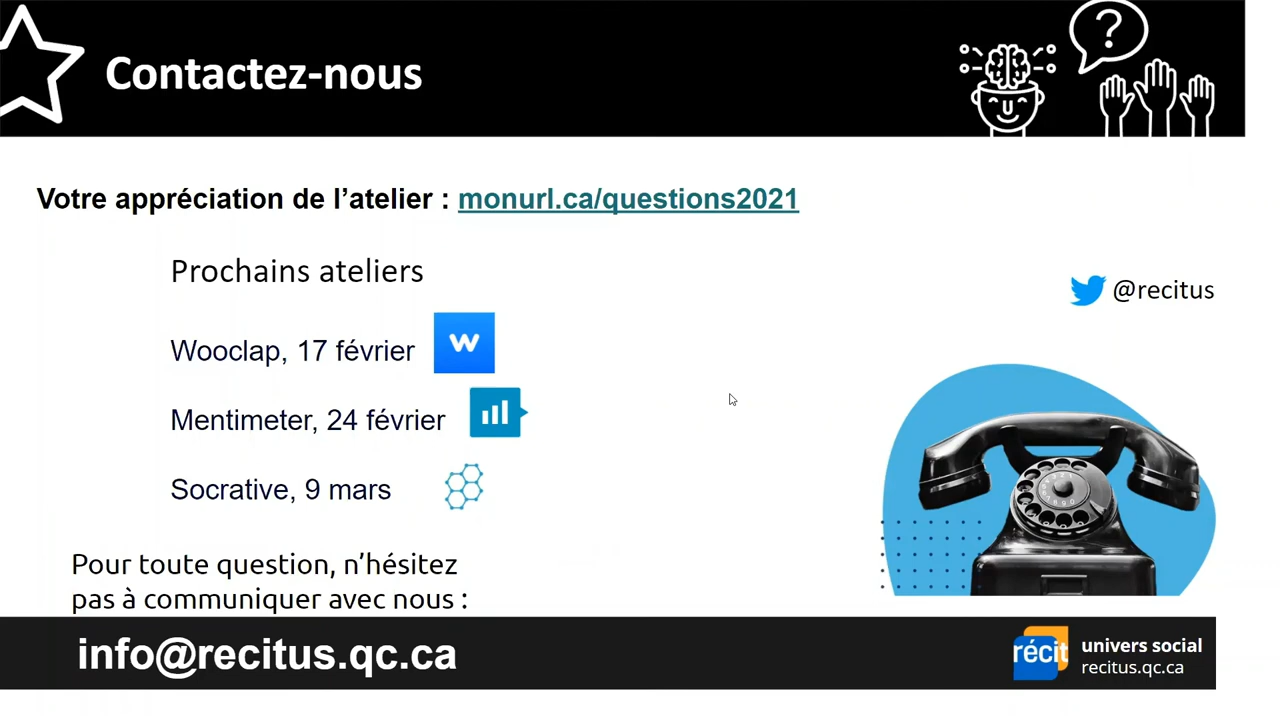 Contactez-nous
?
Votre appréciation de l’atelier : monurl.ca/questions2021
Prochains ateliers
@recitus
Wooclap, 17 février
w
Mentimeter, 24 février
Socrative, 9 mars
Pour toute question, n’hésitez
pas à communiquer avec nous :
info@recitus.qc.ca
récit
univers social
recitus.qc.ca